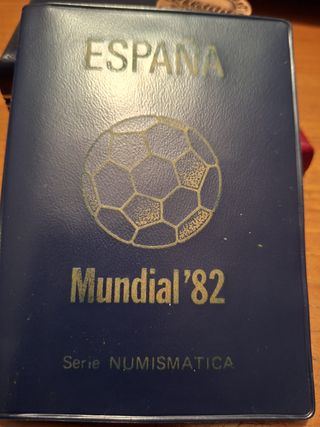 ESPAÑA
Mundial'82
Serie NUMISMATICA